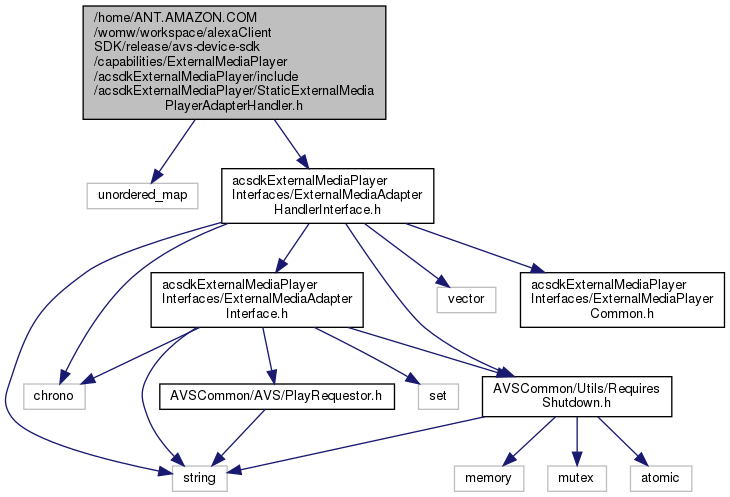 /home/ANT.AMAZON.COM
/womw/workspace/alexaClient
SDK/release/avs-device-sdk
/capabilities/ExternalMediaPlayer
/acsdkExternalMediaPlayer/include
/acsdkExternalMediaPlayer/StaticExternalMedia
PlayerAdapterHandler.h
unordered_map
acsdkExternalMediaPlayer
Interfaces/ExternalMediaAdapter
HandlerInterface.h
acsdkExternalMediaPlayer
Interfaces/ExternalMediaAdapter
Interface.h
vector
acsdkExternalMediaPlayer
Interfaces/ExternalMediaPlayer
Common.h
chrono
AVSCommon/AVS/PlayRequestor.h
set
AVSCommon/Utils/Requires
Shutdown.h
string
memory
mutex
atomic